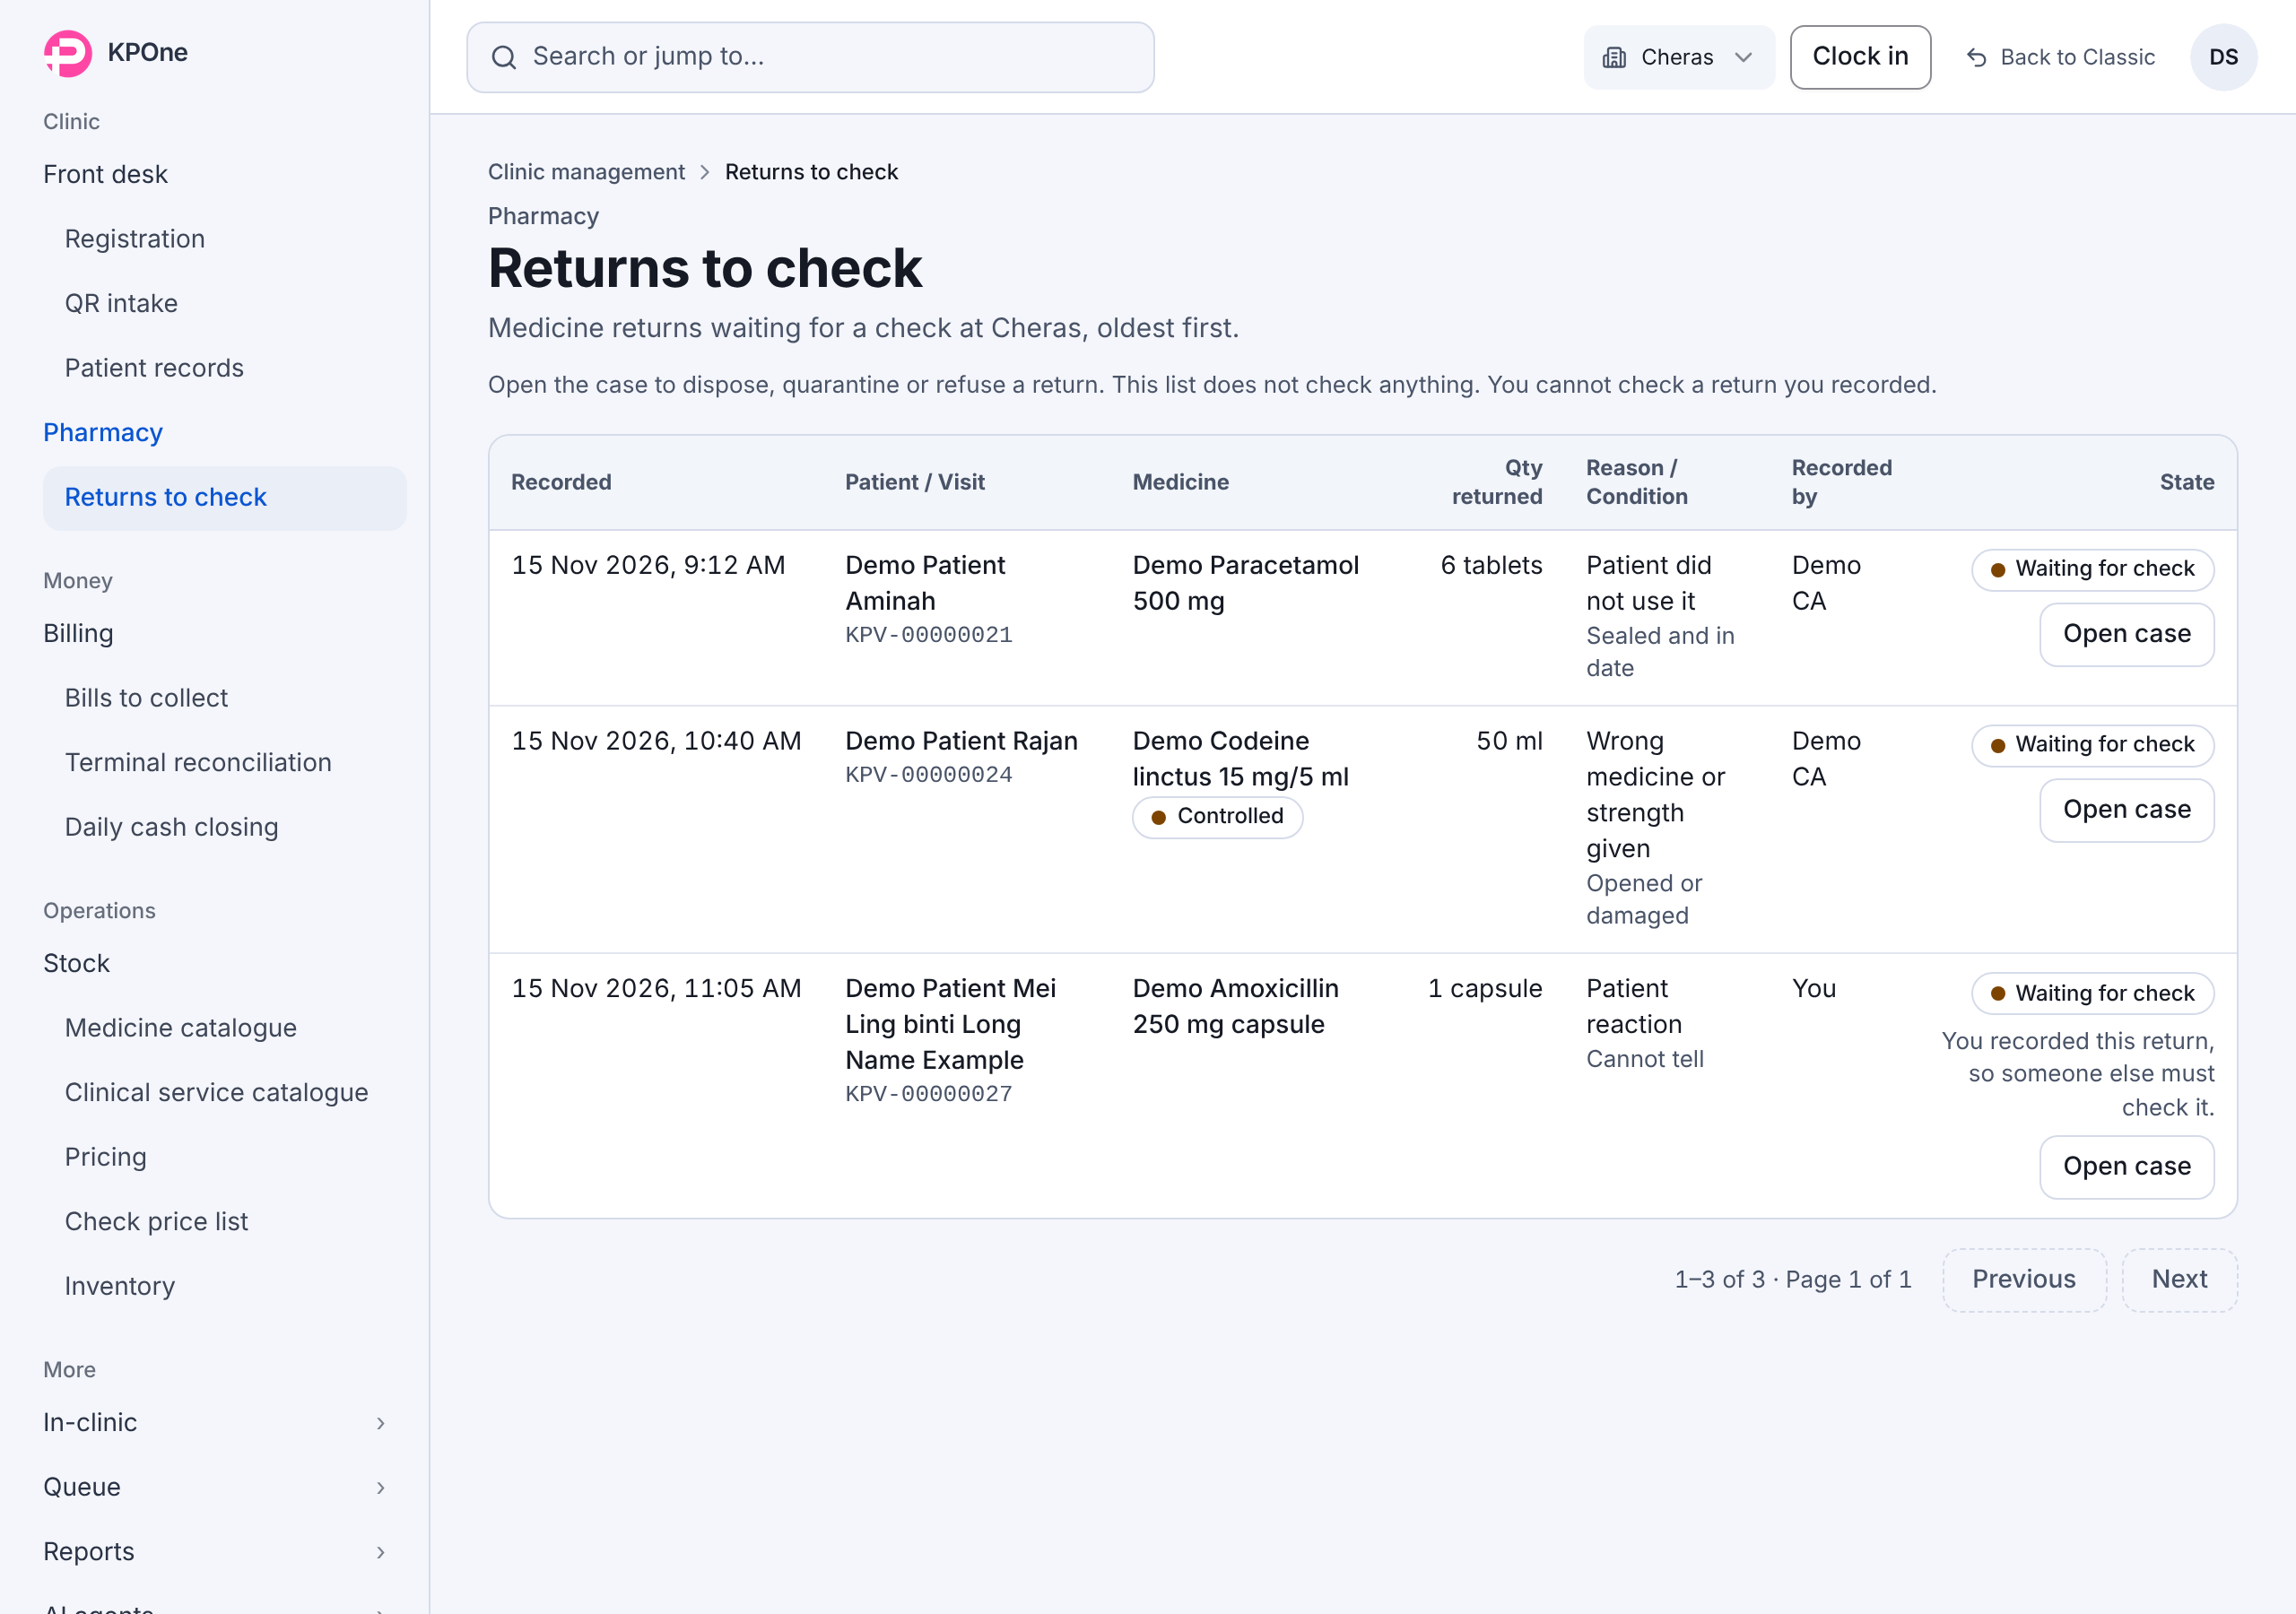 KPOne
Clinic
Front desk
Registration
QR intake
Patient records
Pharmacy
Returns to check
Money
Billing
Bills to collect
Terminal reconciliation
Daily cash closing
Operations
Stock
Medicine catalogue
Clinical service catalogue
Pricing
Check price list
Inventory
More
In-clinic
Queue
Reports
AI agents
Search or jump to...
Cheras
Clock in
Back to Classic
DS
Clinic management > Returns to check
Pharmacy
Returns to check
Medicine returns waiting for a check at Cheras, oldest first.
Open the case to dispose, quarantine or refuse a return. This list does not check anything. You cannot check a return you recorded.
Recorded
Patient / Visit
Medicine
Qty
returned
Reason /
Condition
Recorded
by
State
15 Nov 2026, 9:12 AM
Demo Patient
Aminah
KPV-00000021
Demo Paracetamol
500 mg
6 tablets
Patient did
not use it
Sealed and in
date
Demo
CA
Waiting for check
Open case
15 Nov 2026, 10:40 AM
Demo Patient Rajan
KPV-00000024
Demo Codeine
linctus 15 mg/5 ml
Controlled
50 ml
Wrong
medicine or
strength
given
Opened or
damaged
Demo
CA
Waiting for check
Open case
15 Nov 2026, 11:05 AM
Demo Patient Mei
Ling binti Long
Name Example
KPV-00000027
Demo Amoxicillin
250 mg capsule
1 capsule
Patient
reaction
Cannot tell
You
Waiting for check
You recorded this return,
so someone else must
check it.
Open case
1–3 of 3 · Page 1 of 1
Previous
Next